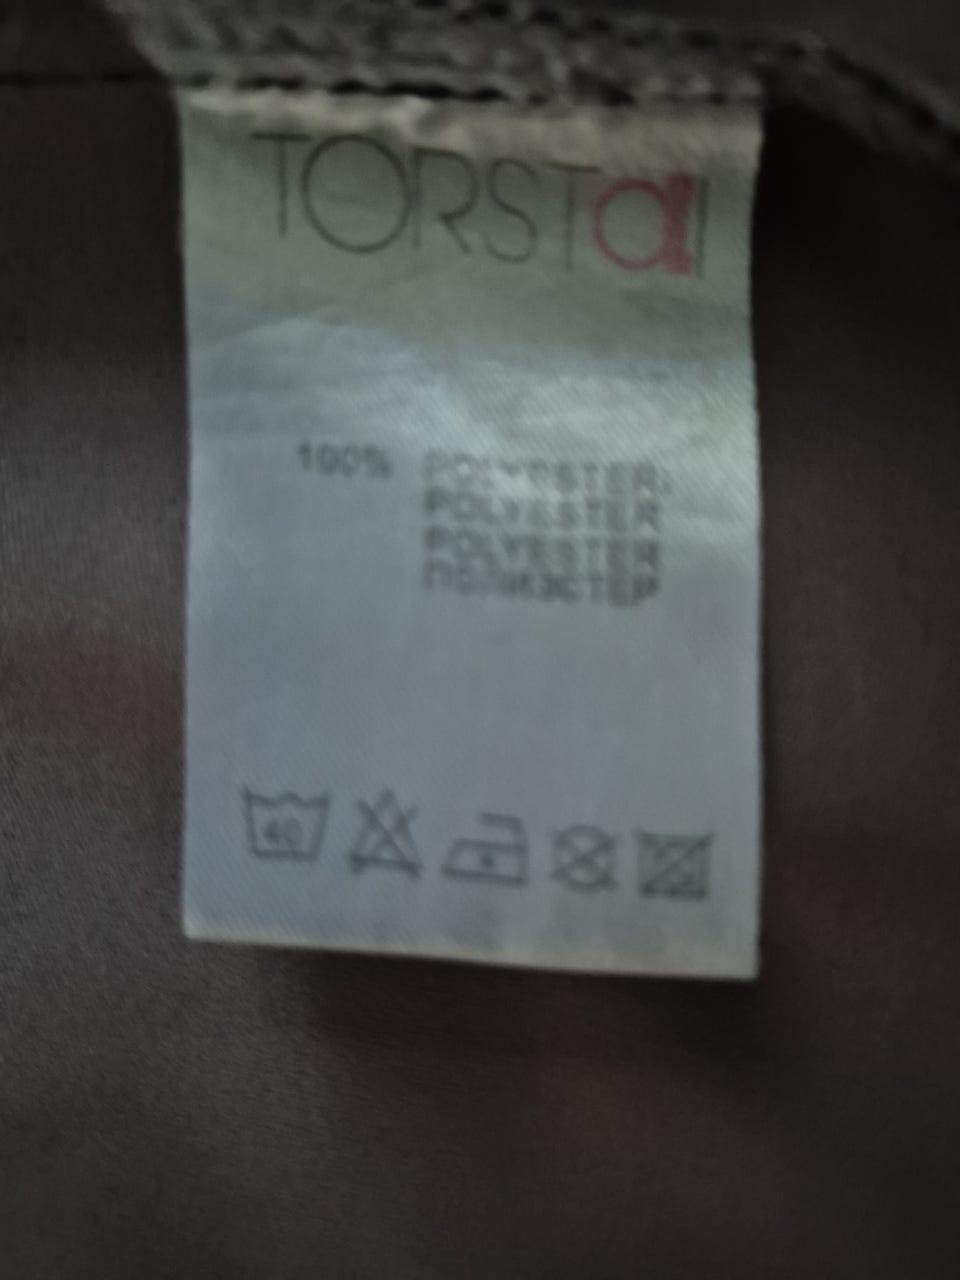 TORSTaI
100% POLYESTER
POLYESTER
POLYESTER
ПОЛИЭСТЕР
40